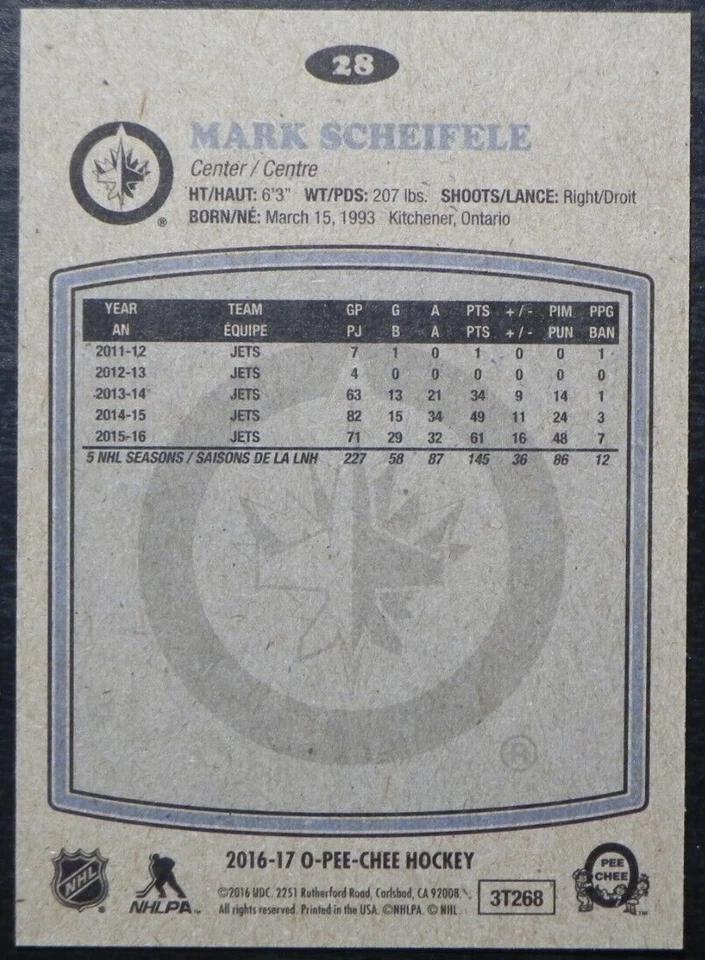 28
MARK SCHEIFELE
Center / Centre
HT/HAUT: 6'3" WT/PDS: 207 lbs. SHOOTS/LANCE: Right/Droit
BORN/NÉ: March 15, 1993 Kitchener, Ontario
YEAR TEAM GP G A PTS +/- PIM PPG
AN ÉQUIPE PJ B A PTS +/- PUN BAN
2011-12 JETS 7 1 0 1 0 0 1
2012-13 JETS 4 0 0 0 0 0 0
2013-14 JETS 63 13 21 34 9 14 1
2014-15 JETS 82 15 34 49 11 24 3
2015-16 JETS 71 29 32 61 16 48 7
5 NHL SEASONS / SAISONS DE LA LNH 227 58 87 145 36 86 12
®
2016-17 O-PEE-CHEE HOCKEY
NHL
NHLPA™
©2016 UDC. 2251 Rutherford Road, Carlsbad, CA 92008.
All rights reserved. Printed in the USA. ©NHLPA. © NHL
3T268
PEE
CHEE